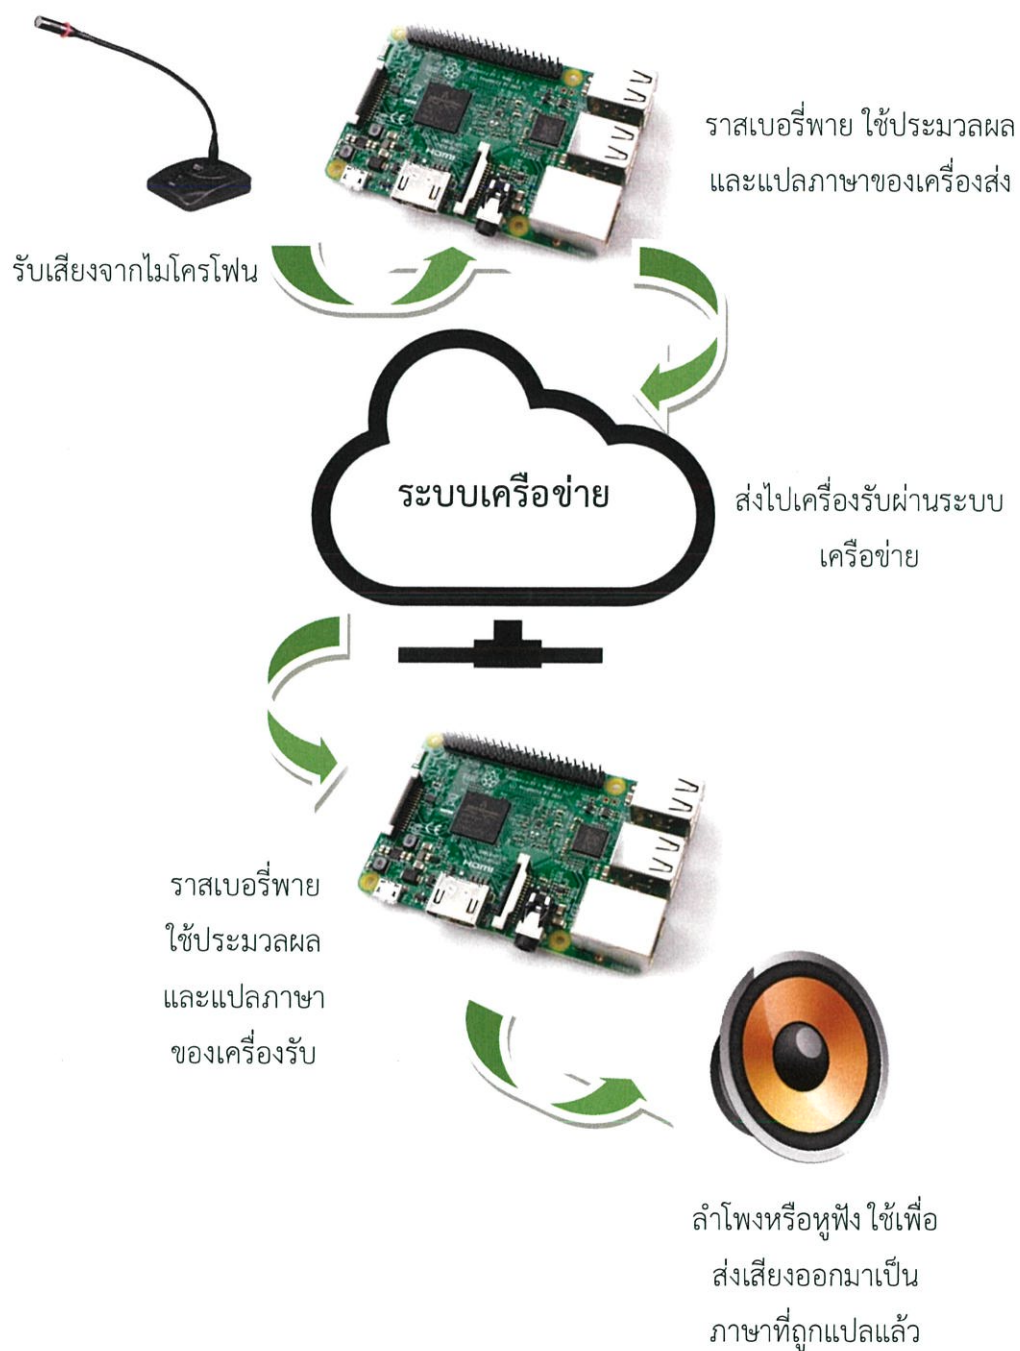 ราสเบอรี่พาย ใช้ประมวลผล
และแปลภาษาของเครื่องส่ง
รับเสียงจากไมโครโฟน
ระบบเครือข่าย
ส่งไปเครื่องรับผ่านระบบ
เครือข่าย
ราสเบอรี่พาย
ใช้ประมวลผล
และแปลภาษา
ของเครื่องรับ
HDMI
ลำโพงหรือหูฟัง ใช้เพื่อ
ส่งเสียงออกมาเป็น
ภาษาที่ถูกแปลแล้ว